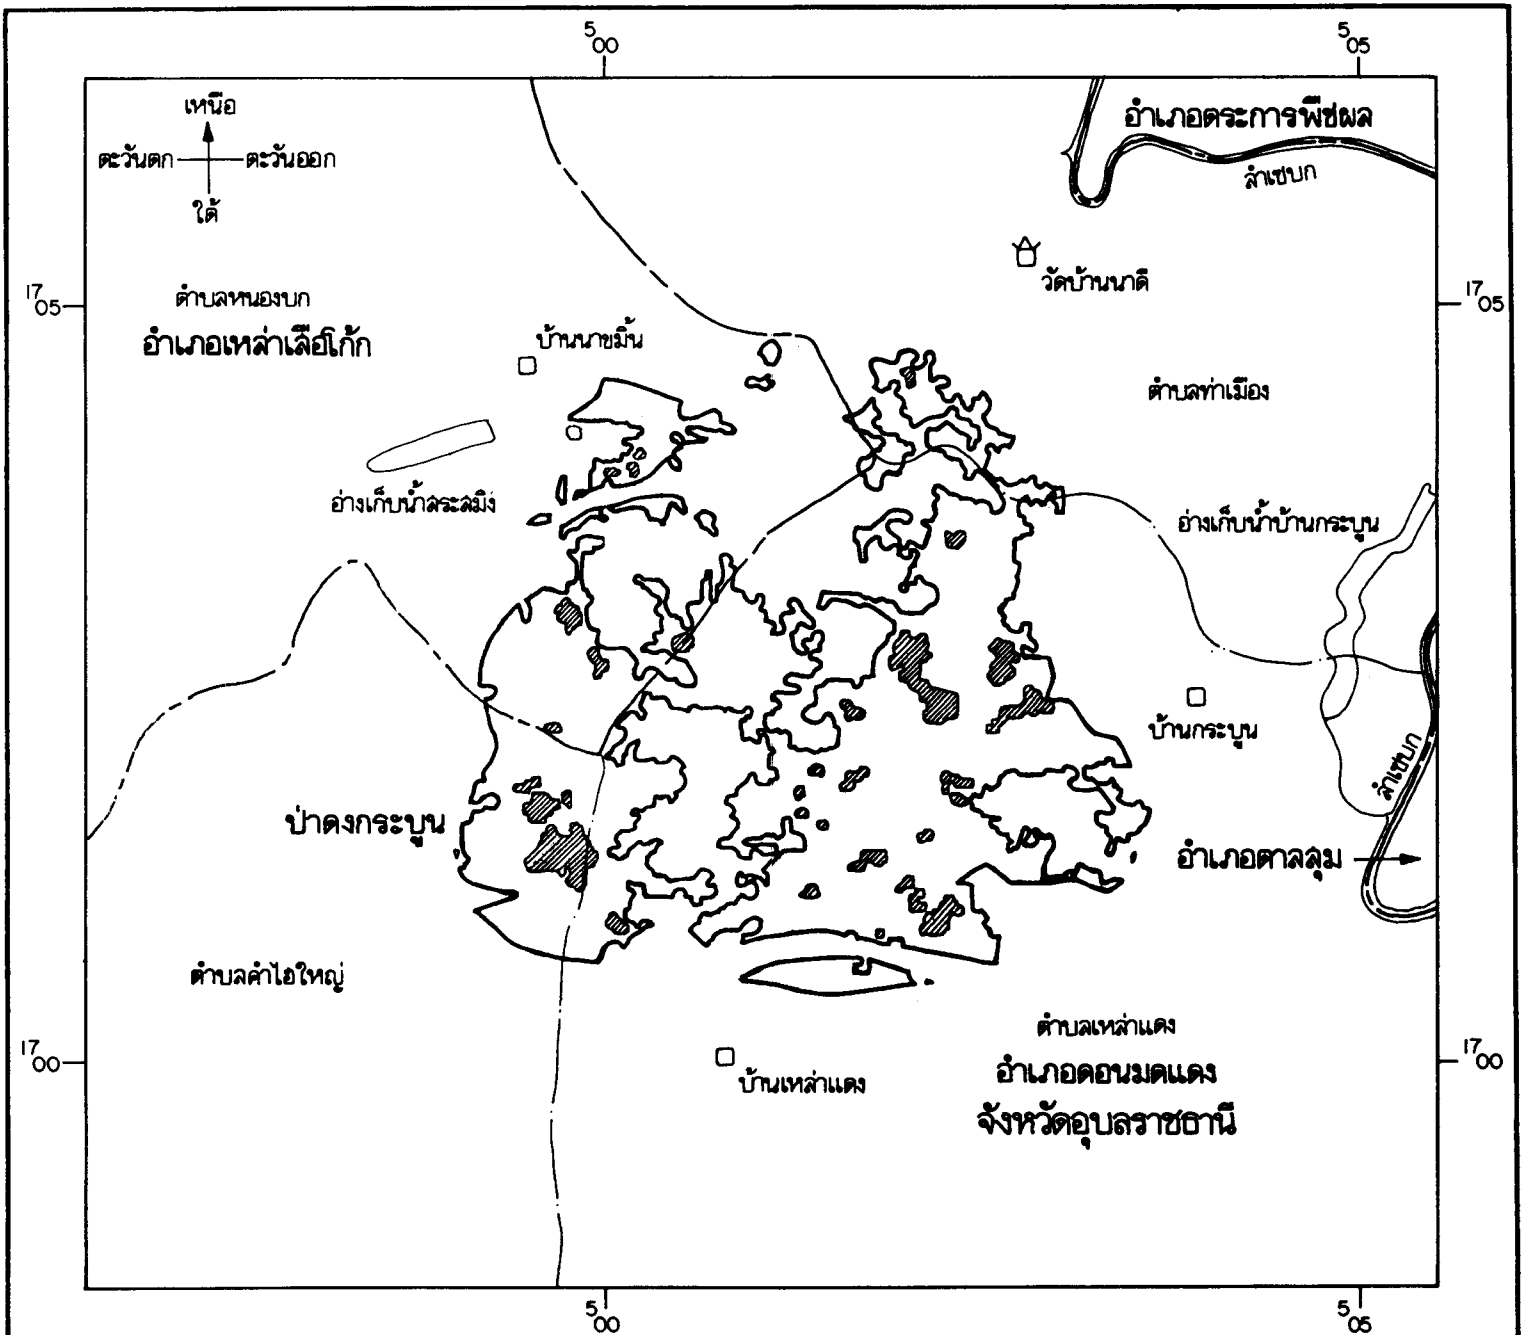 5 00
5 05
เหนือ
ตะวันตก
ตะวันออก
ใต้
อำเภอตระการพืชผล
ลำเซบก
วัดบ้านนาดี
17 05
17 05
ตำบลหนองบก
อำเภอเหล่าเสือโก้ก
บ้านนาขมิ้น
ตำบลท่าเมือง
อ่างเก็บน้ำสระสมิง
อ่างเก็บน้ำบ้านกระบูน
บ้านกระบูน
ลำเซบก
ป่าดงกระบูน
อำเภอตาลสุม
ตำบลคำไฮใหญ่
ตำบลเหล่าแดง
17 00
17 00
บ้านเหล่าแดง
อำเภอดอนมดแดง
จังหวัดอุบลราชธานี
5 00
5 05